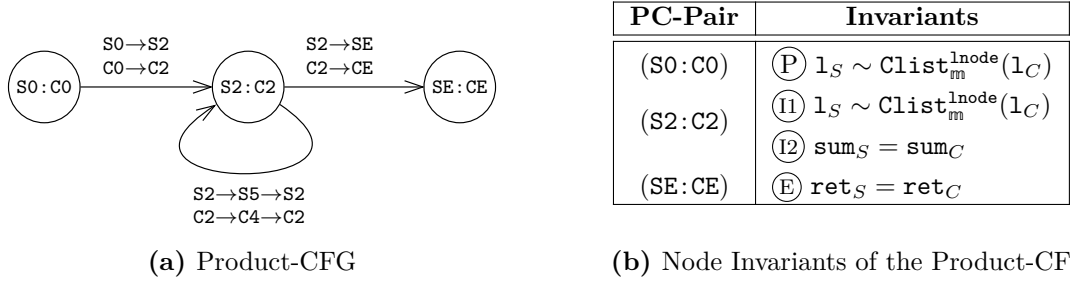 S0→S2
C0→C2
S2→SE
C2→CE
S0:C0
S2:C2
SE:CE
S2→S5→S2
C2→C4→C2
(a) Product-CFG
PC-Pair Invariants
(S0:C0) Ⓟ l_S ∼ Clist_𝕞^lnode(l_C)
(S2:C2) (I1) l_S ∼ Clist_𝕞^lnode(l_C)
(I2) sum_S = sum_C
(SE:CE) Ⓔ ret_S = ret_C
(b) Node Invariants of the Product-CF